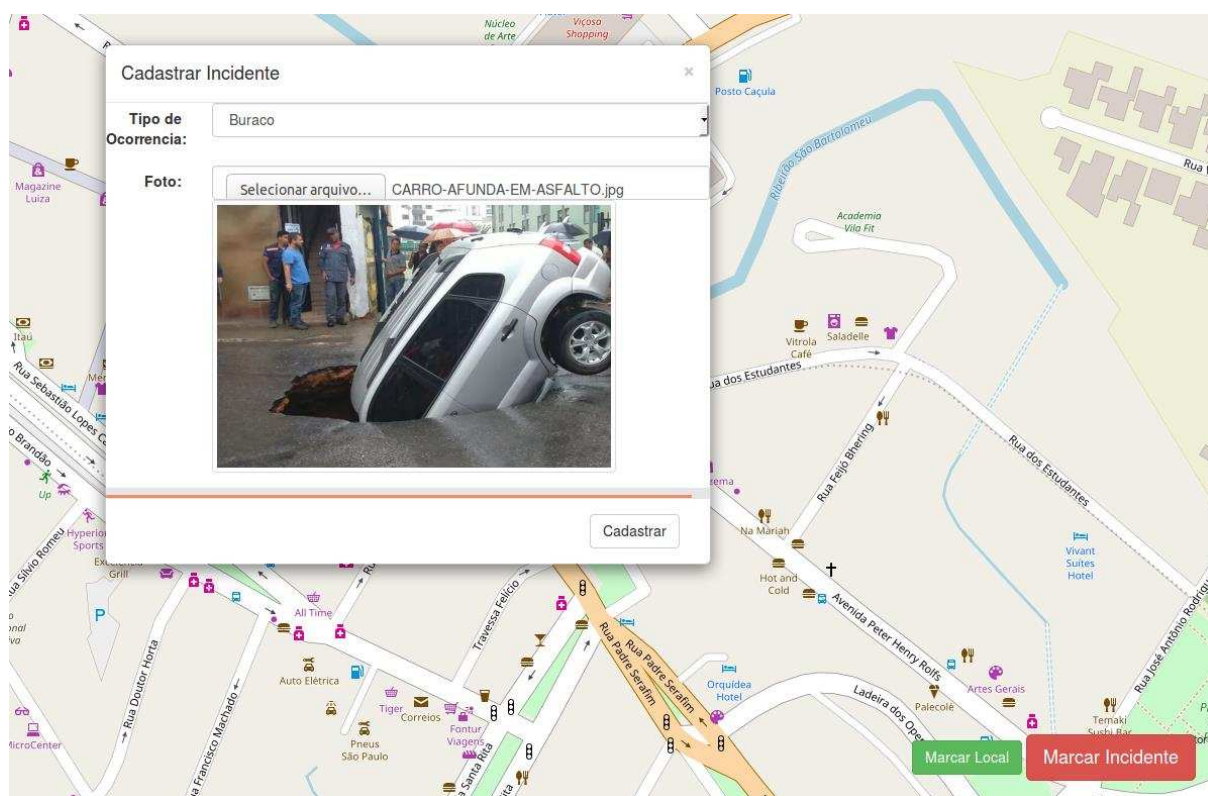 Núcleo
de Arte
Viçosa
Shopping
Cadastrar Incidente
×
Tipo de
Ocorrencia:
Buraco
Foto:
Selecionar arquivo...
CARRO-AFUNDA-EM-ASFALTO.jpg
Cadastrar
Posto Caçula
Ribeirão São Bartolomeu
Magazine
Luiza
Academia
Vila Fit
Itaú
Vitrola
Café
Saladelle
Rua Sebastião Lopes
Brandão
Rua dos Estudantes
Rua Feijó Bhering
Up
Na Mariah
Hyperion
Sports
Grill
Rua Sílvio Romeu
Vivant
Suites
Hotel
Hot and
Cold
P
All Time
Travessa Felício
Avenida Peter Henry Rolfs
Rua Padre Serafim
Rua Padre Serafim
Rua José Antônio
Rua Doutor Horta
Auto Elétrica
Orquídea
Hotel
Artes Gerais
Ladeira dos
Palecolé
Tiger
Correios
Rua Francisco Machado
Fontur
Viagens
Temaki
Sushi Bar
MicroCenter
Pneus
São Paulo
Santa Rita
Marcar Local
Marcar Incidente